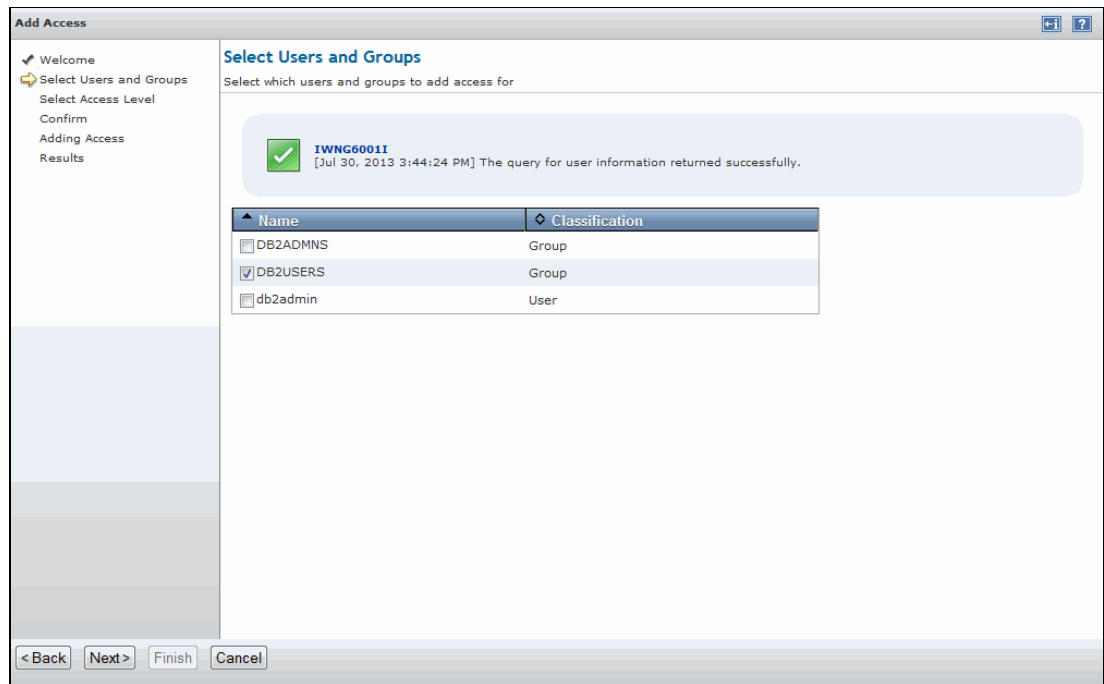 Add Access
?
Welcome
Select Users and Groups
Select Access Level
Confirm
Adding Access
Results
Select Users and Groups
Select which users and groups to add access for
IWNG6001I
[Jul 30, 2013 3:44:24 PM] The query for user information returned successfully.
Name Classification
DB2ADMNS Group
DB2USERS Group
db2admin User
< Back Next > Finish Cancel